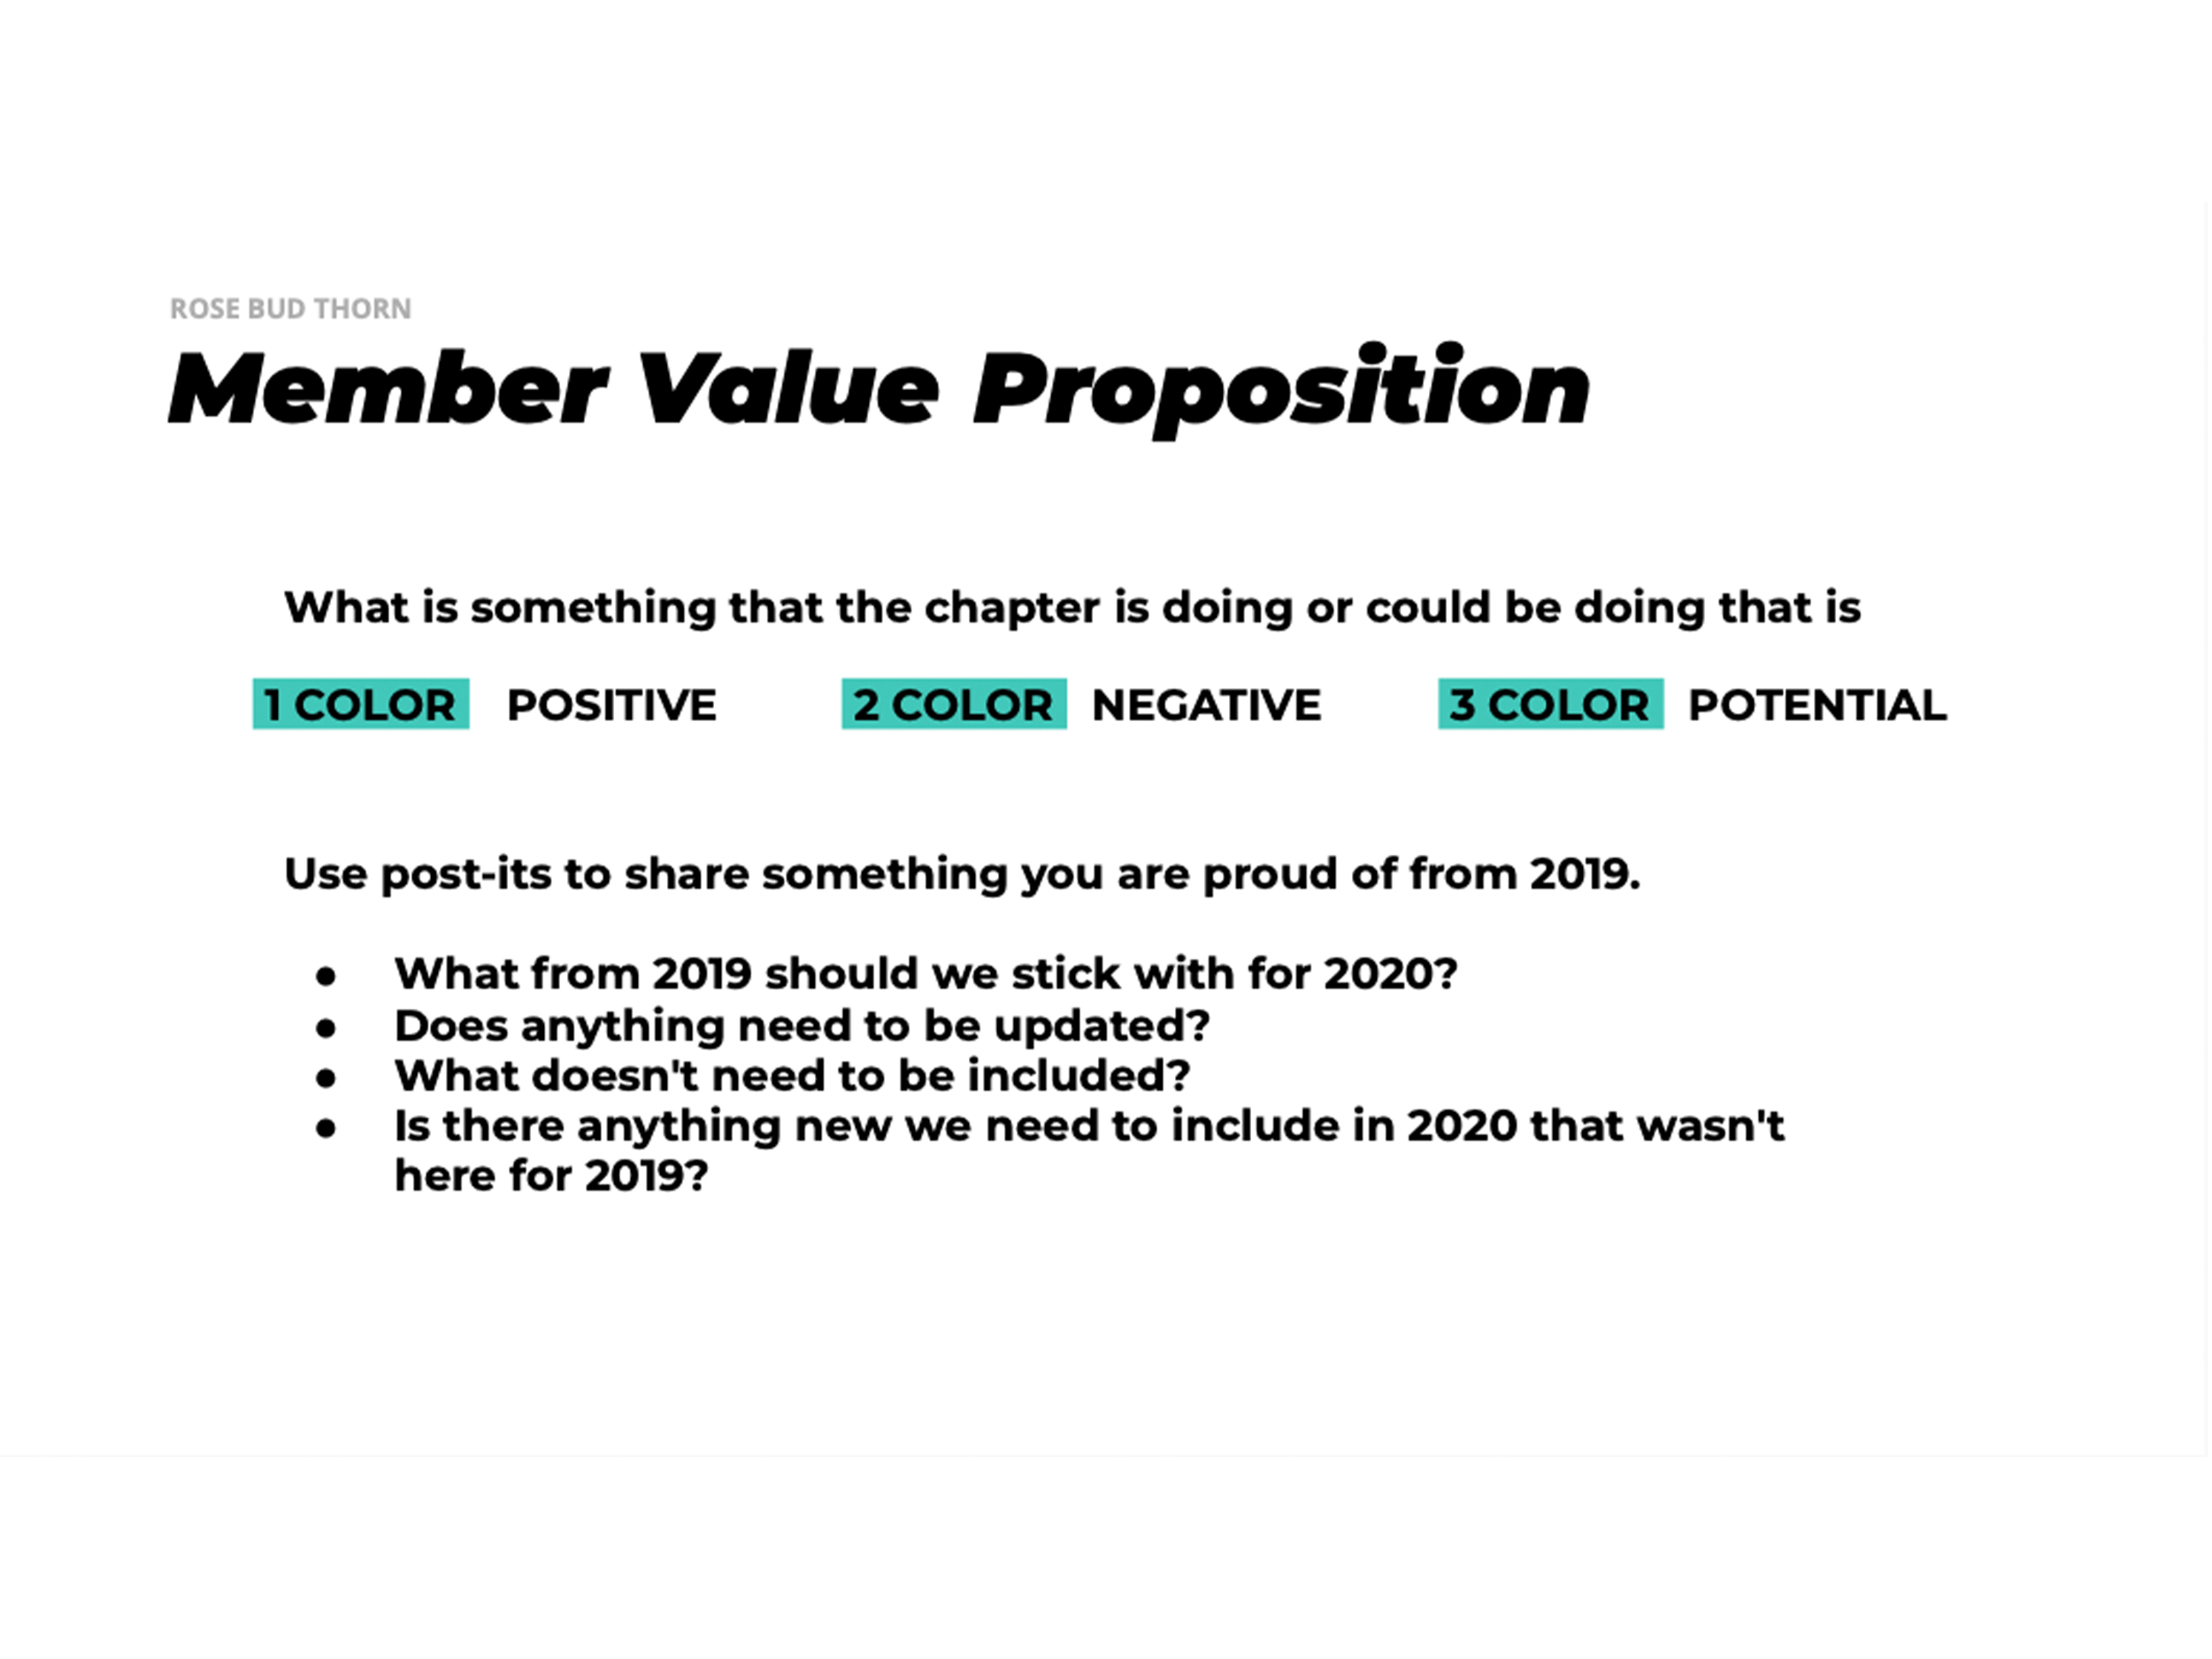 ROSE BUD THORN
Member Value Proposition
What is something that the chapter is doing or could be doing that is
1 COLOR POSITIVE 2 COLOR NEGATIVE 3 COLOR POTENTIAL
Use post-its to share something you are proud of from 2019.
● What from 2019 should we stick with for 2020?
● Does anything need to be updated?
● What doesn't need to be included?
● Is there anything new we need to include in 2020 that wasn't
here for 2019?